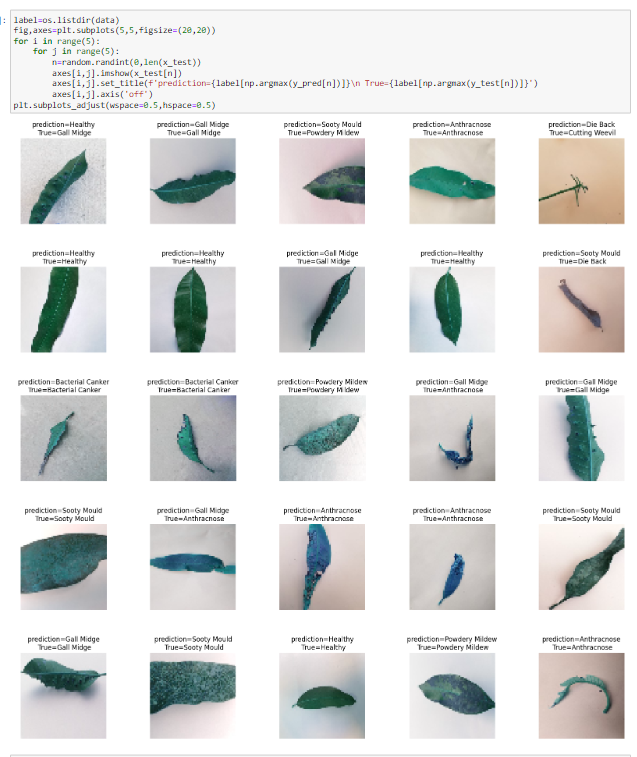 ]:
label=os.listdir(data)
fig,axes=plt.subplots(5,5,figsize=(20,20))
for i in range(5):
    for j in range(5):
        n=random.randint(0,len(x_test))
        axes[i,j].imshow(x_test[n])
        axes[i,j].set_title(f'prediction={label[np.argmax(y_pred[n])]}\n True={label[np.argmax(y_test[n])]}')
        axes[i,j].axis('off')
plt.subplots_adjust(wspace=0.5,hspace=0.5)
prediction=Healthy
True=Gall Midge
prediction=Gall Midge
True=Gall Midge
prediction=Sooty Mould
True=Powdery Mildew
prediction=Anthracnose
True=Anthracnose
prediction=Die Back
True=Cutting Weevil
prediction=Healthy
True=Healthy
prediction=Healthy
True=Healthy
prediction=Gall Midge
True=Gall Midge
prediction=Healthy
True=Healthy
prediction=Sooty Mould
True=Die Back
prediction=Bacterial Canker
True=Bacterial Canker
prediction=Bacterial Canker
True=Bacterial Canker
prediction=Powdery Mildew
True=Powdery Mildew
prediction=Gall Midge
True=Anthracnose
prediction=Gall Midge
True=Gall Midge
prediction=Sooty Mould
True=Sooty Mould
prediction=Gall Midge
True=Anthracnose
prediction=Anthracnose
True=Anthracnose
prediction=Anthracnose
True=Anthracnose
prediction=Sooty Mould
True=Sooty Mould
prediction=Gall Midge
True=Gall Midge
prediction=Sooty Mould
True=Sooty Mould
prediction=Healthy
True=Healthy
prediction=Powdery Mildew
True=Powdery Mildew
prediction=Anthracnose
True=Anthracnose